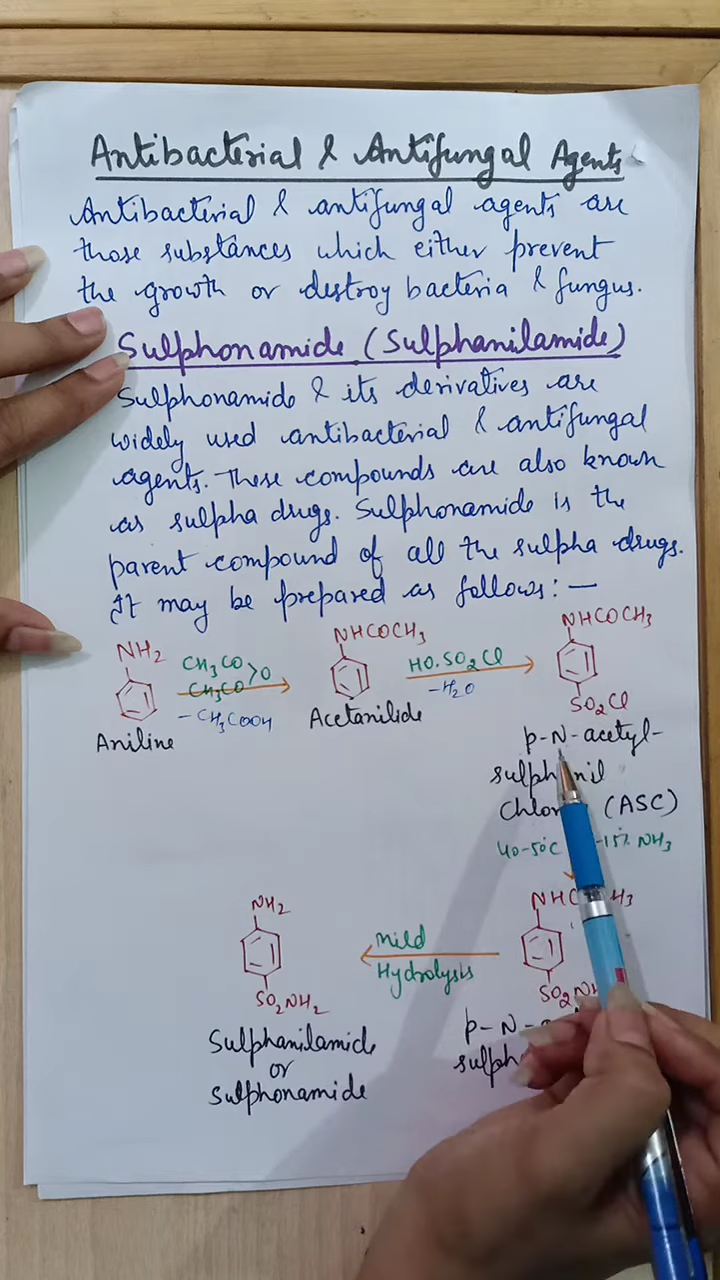 Antibacterial & Antifungal Agents
Antibacterial & antifungal agents are
those substances which either prevent
the growth or destroy bacteria & fungus.
Sulphonamide (Sulphanilamide)
Sulphonamide & its derivatives are
widely used antibacterial & antifungal
agents. These compounds are also known
as sulpha drugs. Sulphonamide is the
parent compound of all the sulpha drugs.
It may be prepared as follows:—
NH2
Aniline
CH3CO
CH3CO >O
-CH3COOH
NHCOCH3
Acetanilide
HO.SO2Cl
-H2O
NHCOCH3
SO2Cl
p-N-acetyl-
chlor (ASC)
40-50°C -15% NH3
p-N-
Mild
Hydrolysis
NH2
SO2NH2
Sulphanilamide
or
Sulphonamide